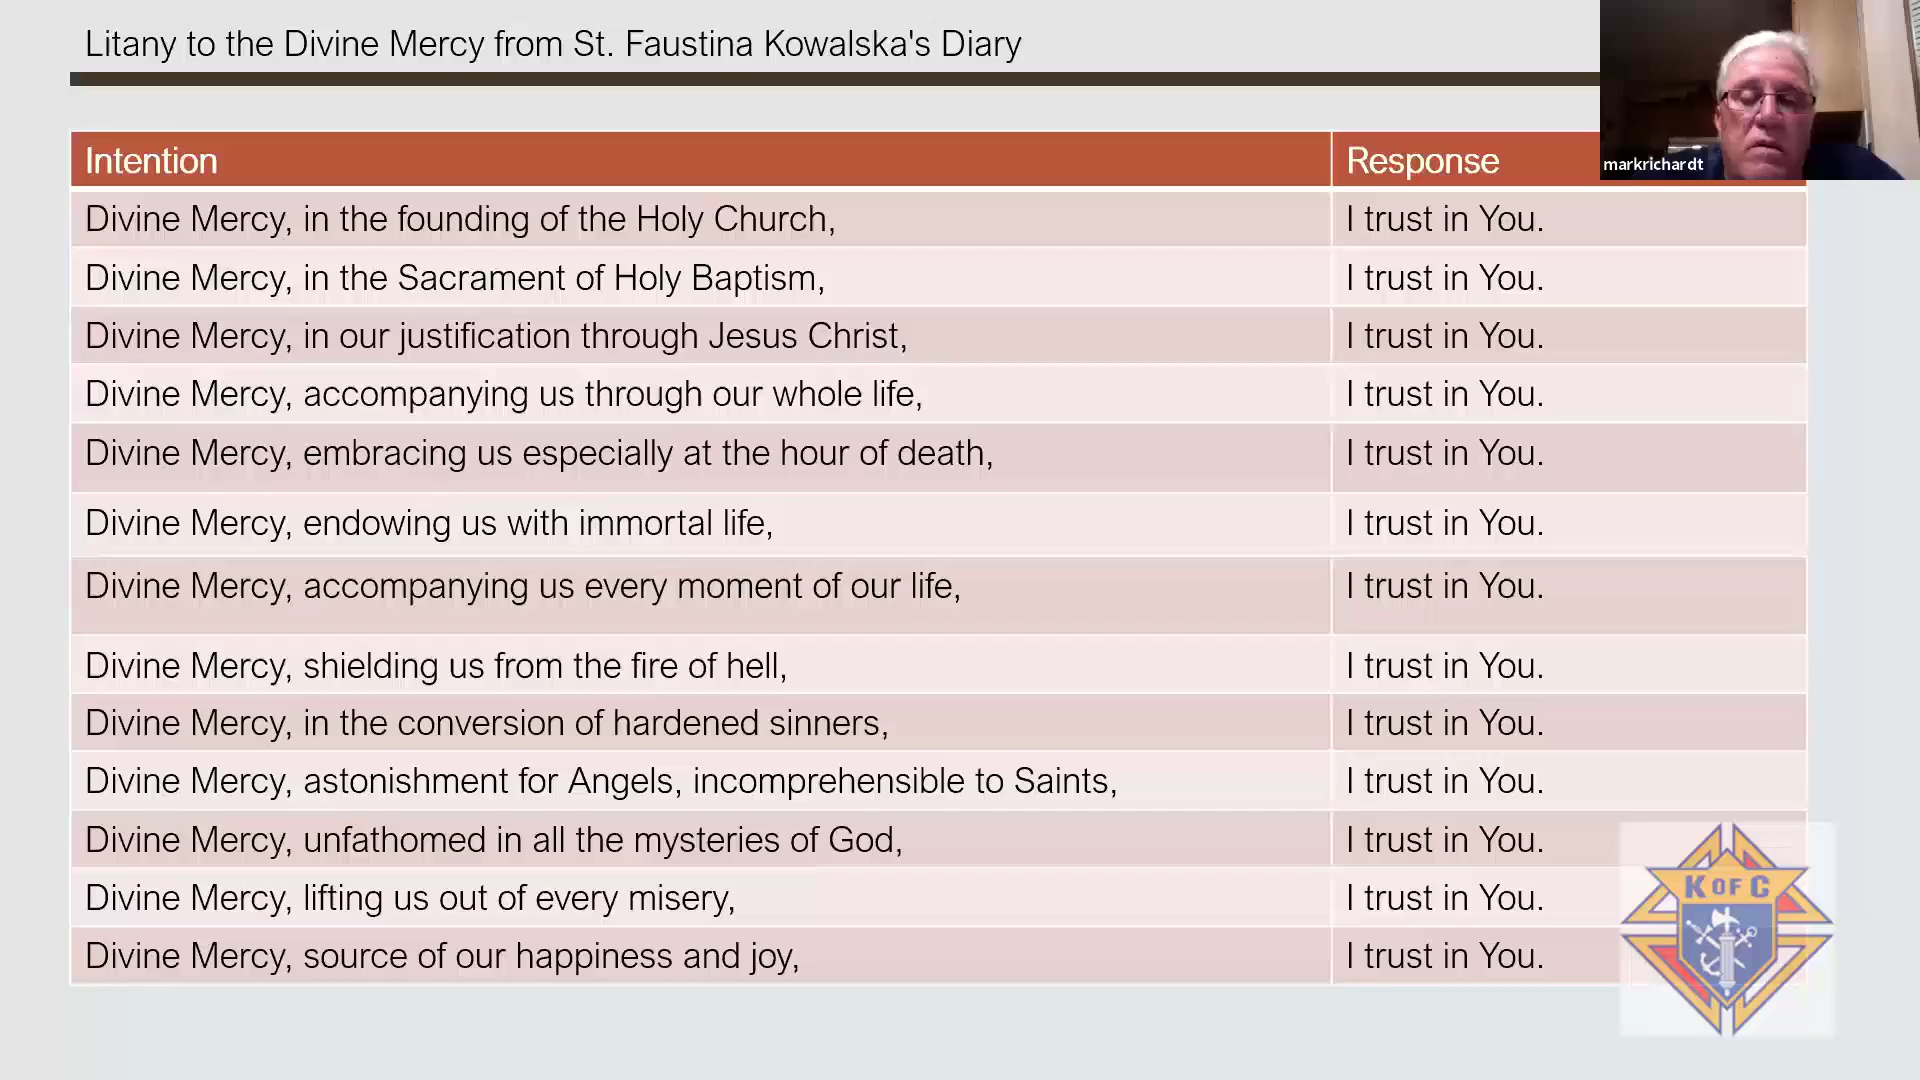 Litany to the Divine Mercy from St. Faustina Kowalska's Diary
markrichardt
Intention Response
Divine Mercy, in the founding of the Holy Church, I trust in You.
Divine Mercy, in the Sacrament of Holy Baptism, I trust in You.
Divine Mercy, in our justification through Jesus Christ, I trust in You.
Divine Mercy, accompanying us through our whole life, I trust in You.
Divine Mercy, embracing us especially at the hour of death, I trust in You.
Divine Mercy, endowing us with immortal life, I trust in You.
Divine Mercy, accompanying us every moment of our life, I trust in You.
Divine Mercy, shielding us from the fire of hell, I trust in You.
Divine Mercy, in the conversion of hardened sinners, I trust in You.
Divine Mercy, astonishment for Angels, incomprehensible to Saints, I trust in You.
Divine Mercy, unfathomed in all the mysteries of God, I trust in You.
Divine Mercy, lifting us out of every misery, I trust in You.
Divine Mercy, source of our happiness and joy, I trust in You.
K OF C